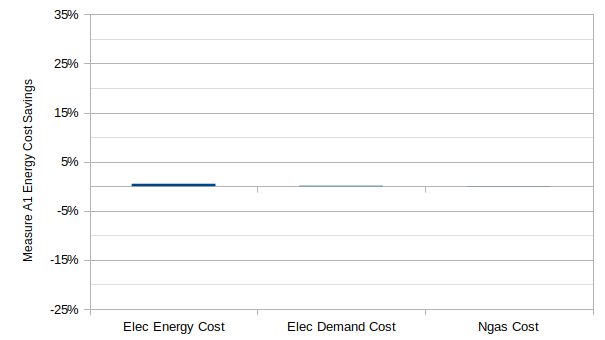 35%
25%
15%
5%
-5%
-15%
-25%
Measure A1 Energy Cost Savings
Elec Energy Cost
Elec Demand Cost
Ngas Cost